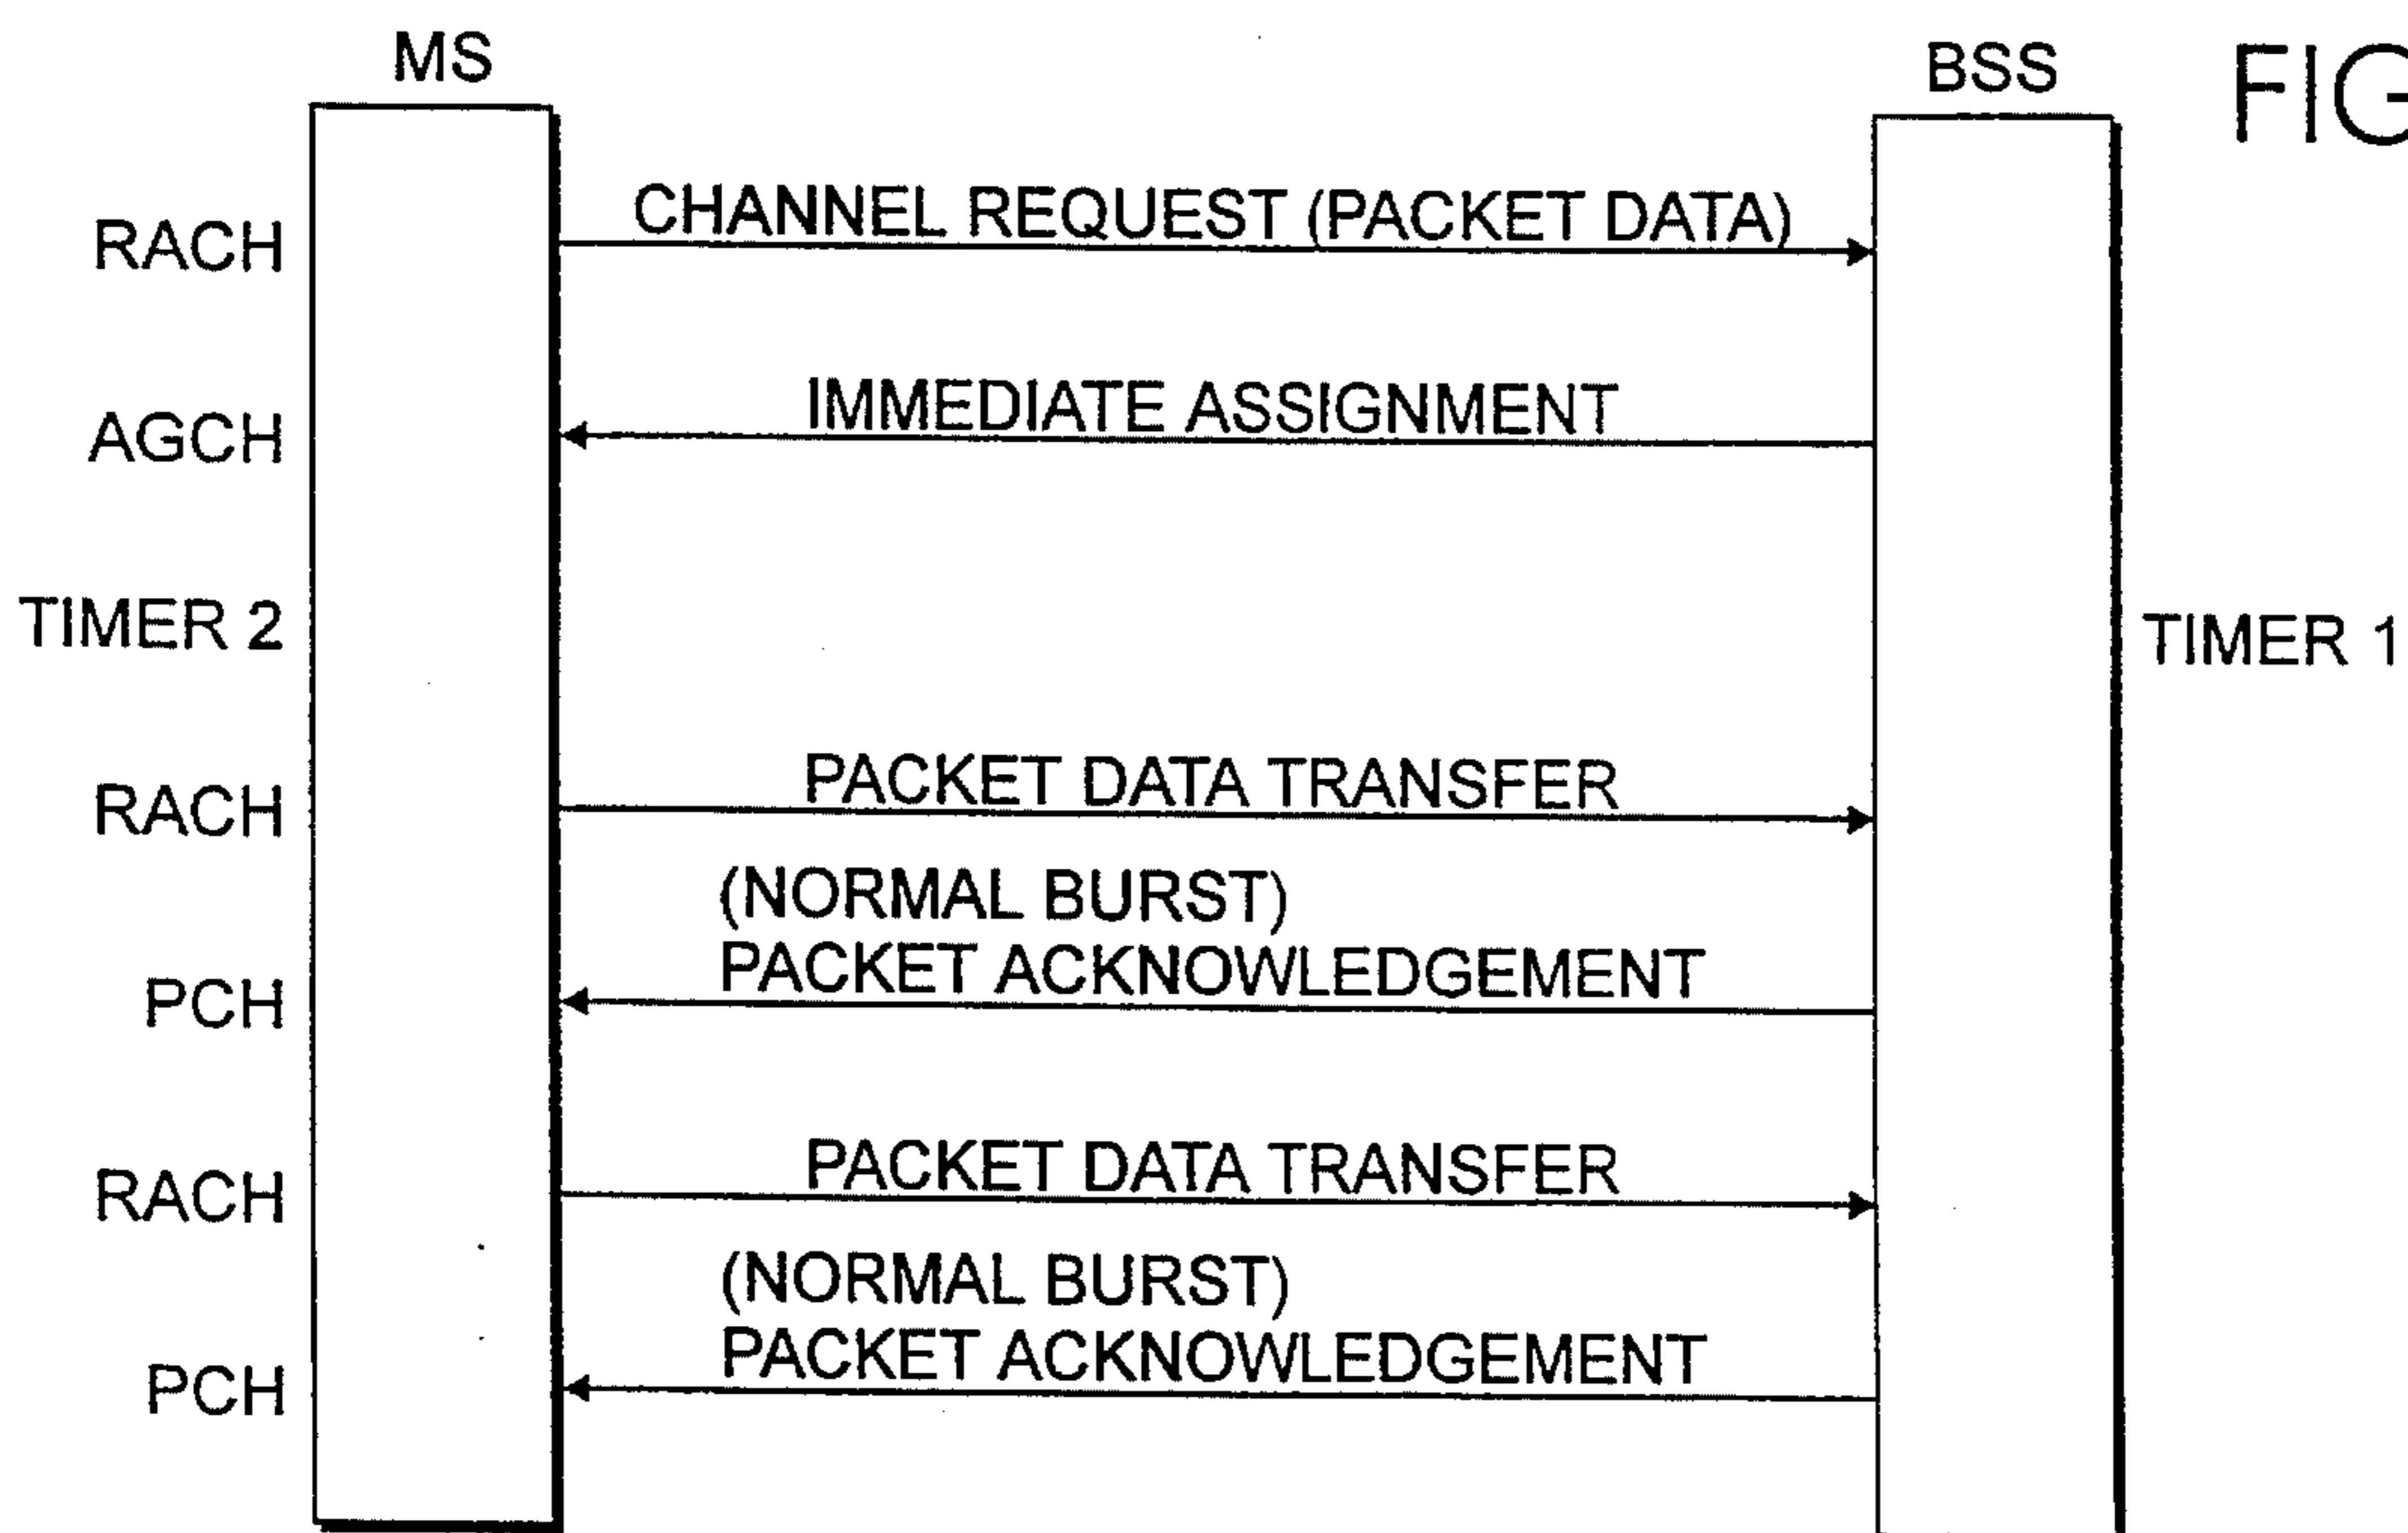 MS
BSS
FIG
RACH
CHANNEL REQUEST (PACKET DATA)
AGCH
IMMEDIATE ASSIGNMENT
TIMER 2
TIMER 1
RACH
PACKET DATA TRANSFER
(NORMAL BURST)
PCH
PACKET ACKNOWLEDGEMENT
RACH
PACKET DATA TRANSFER
(NORMAL BURST)
PCH
PACKET ACKNOWLEDGEMENT